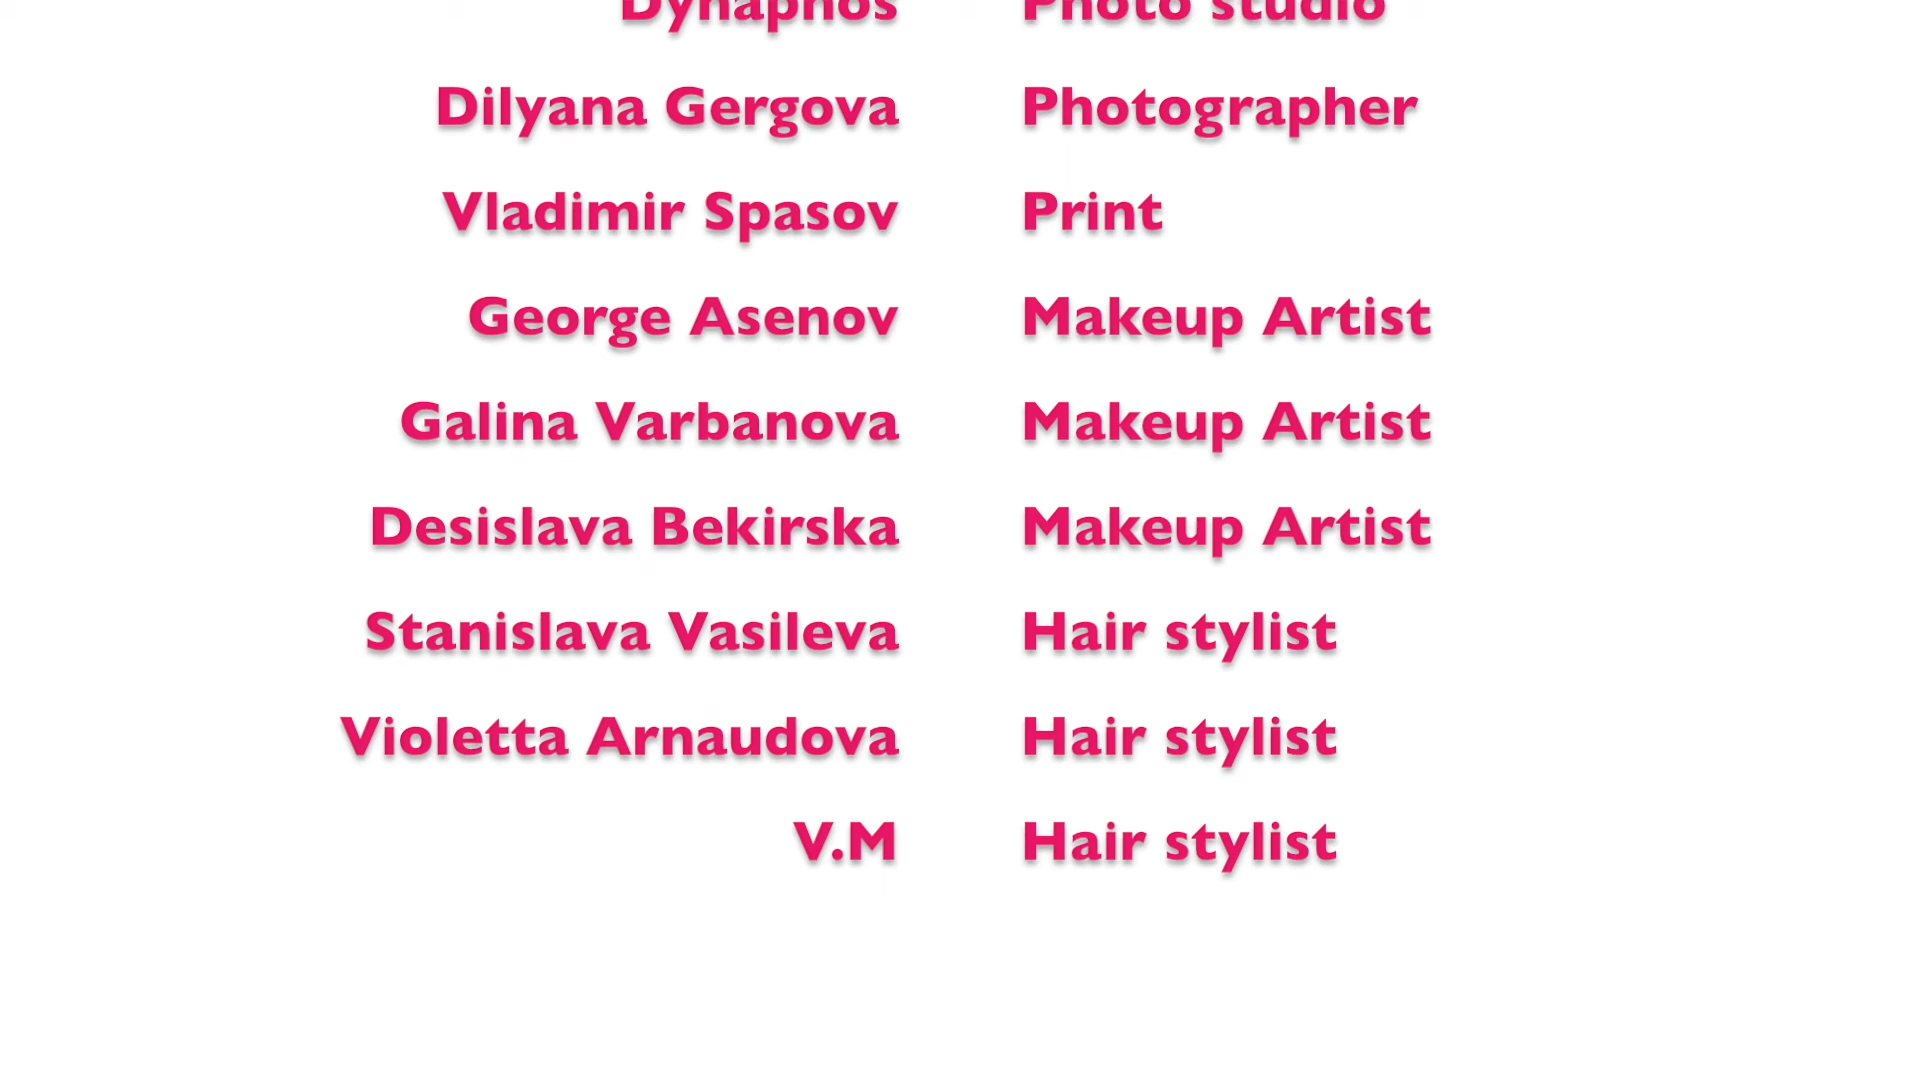 Dynaphos Photo studio
Dilyana Gergova Photographer
Vladimir Spasov Print
George Asenov Makeup Artist
Galina Varbanova Makeup Artist
Desislava Bekirska Makeup Artist
Stanislava Vasileva Hair stylist
Violetta Arnaudova Hair stylist
V.M Hair stylist